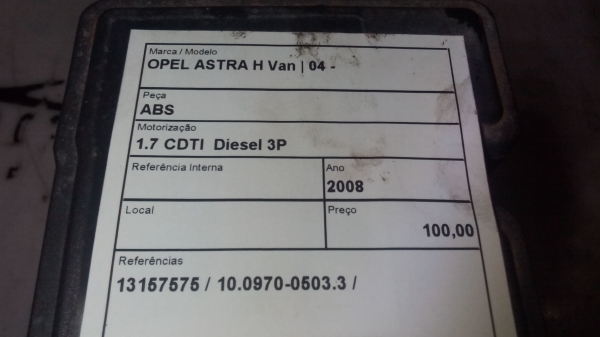 Marca / Modelo
OPEL ASTRA H Van | 04 -
Peça
ABS
Motorização
1.7 CDTI Diesel 3P
Referência Interna
Ano
2008
Local
Preço
100,00
Referências
13157575 / 10.0970-0503.3 /